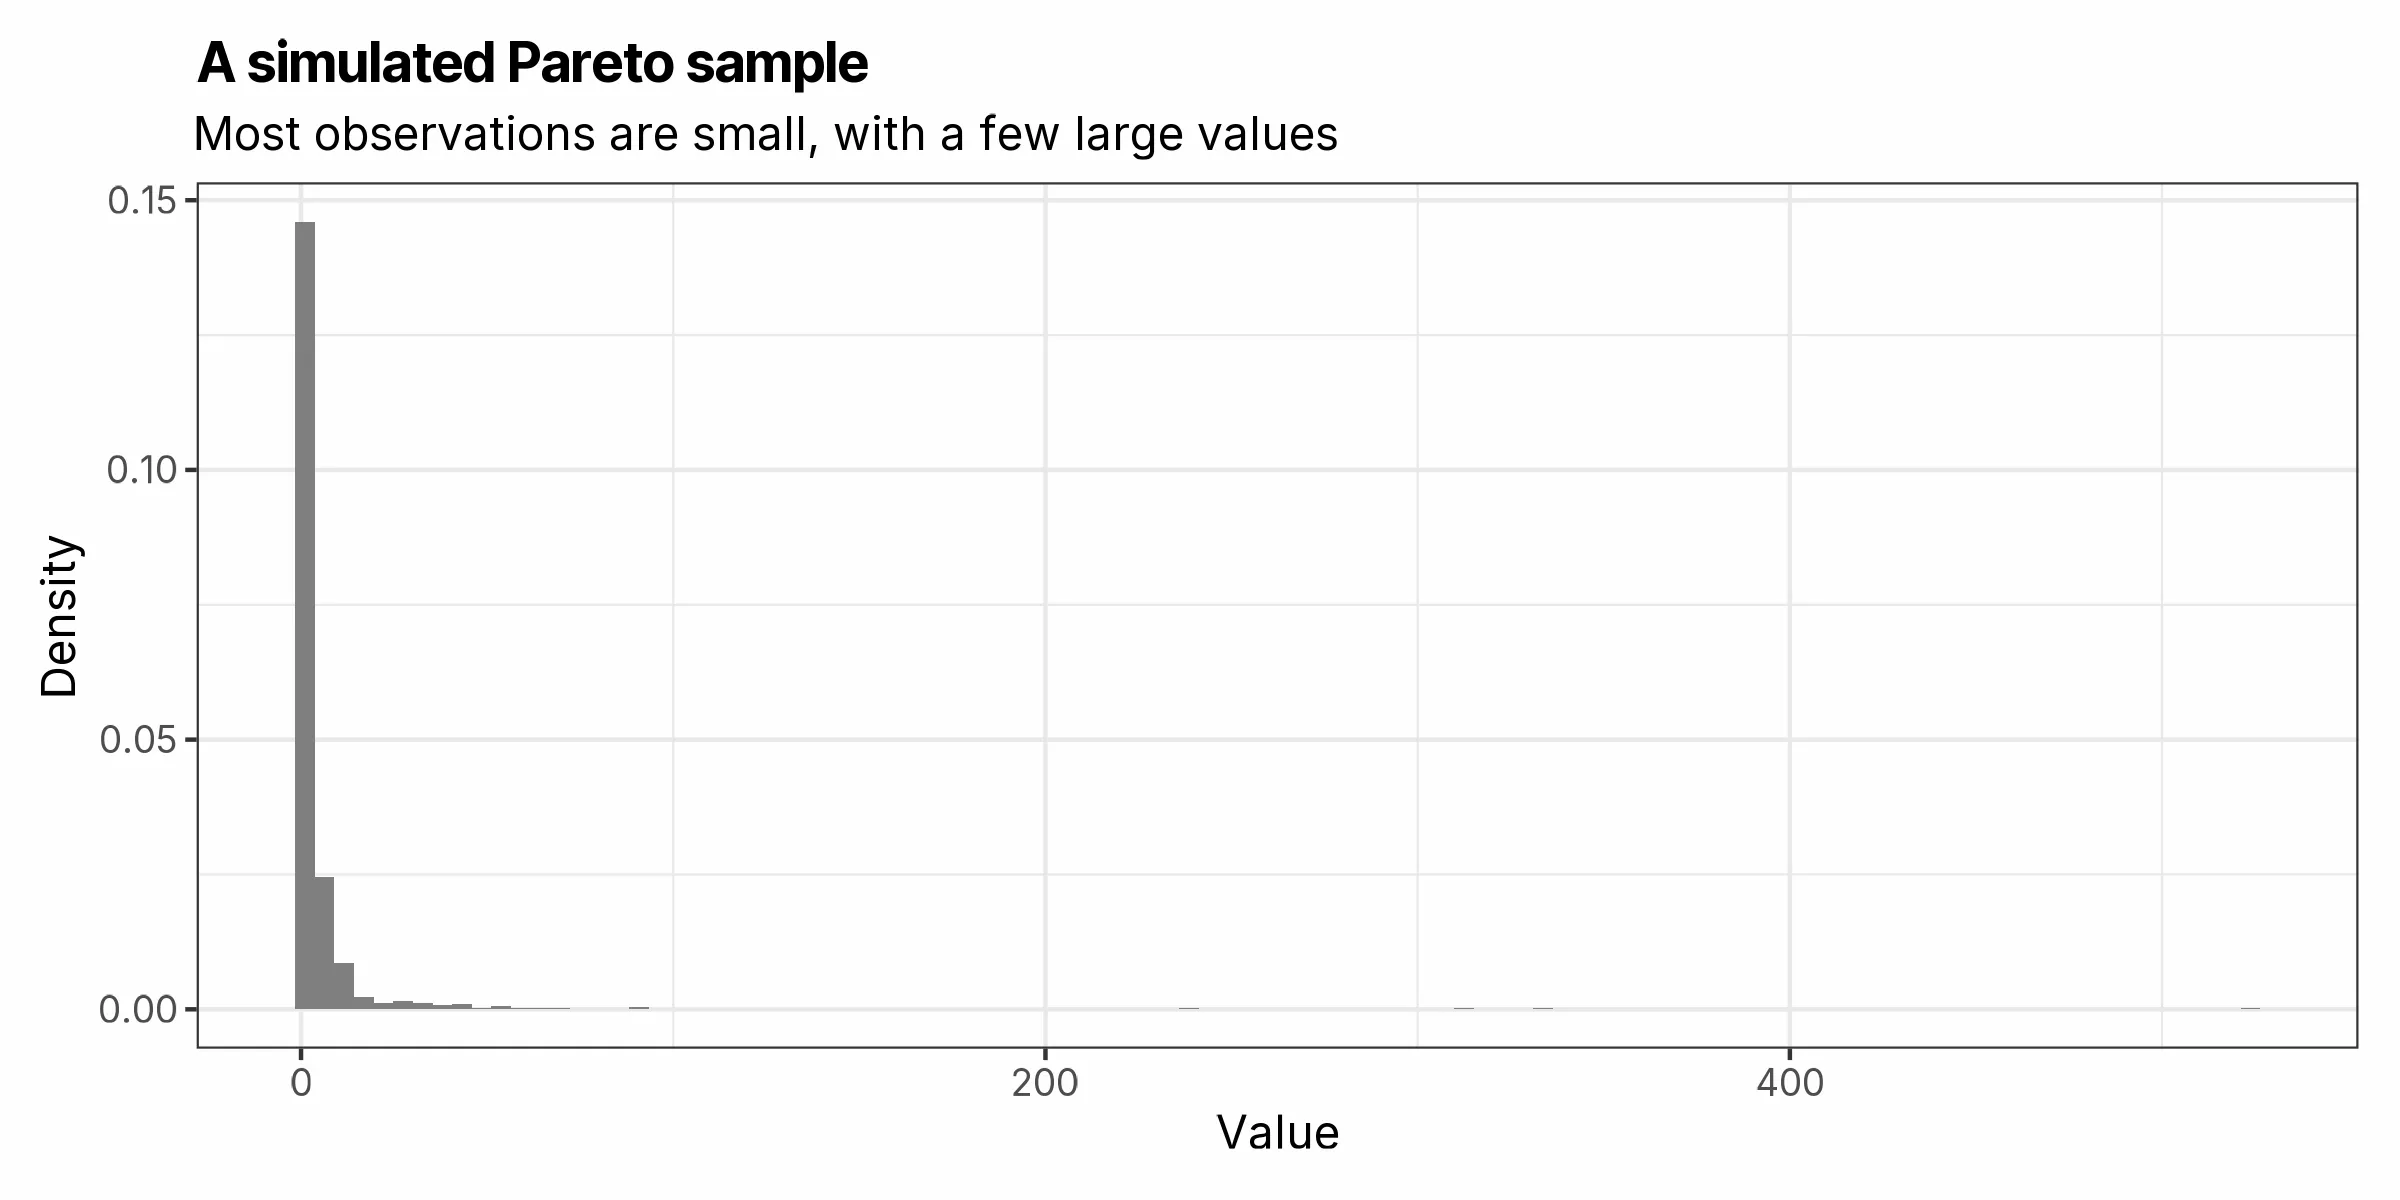 A simulated Pareto sample
Most observations are small, with a few large values
0.15
0.10
0.05
0.00
Density
0
200
400
Value